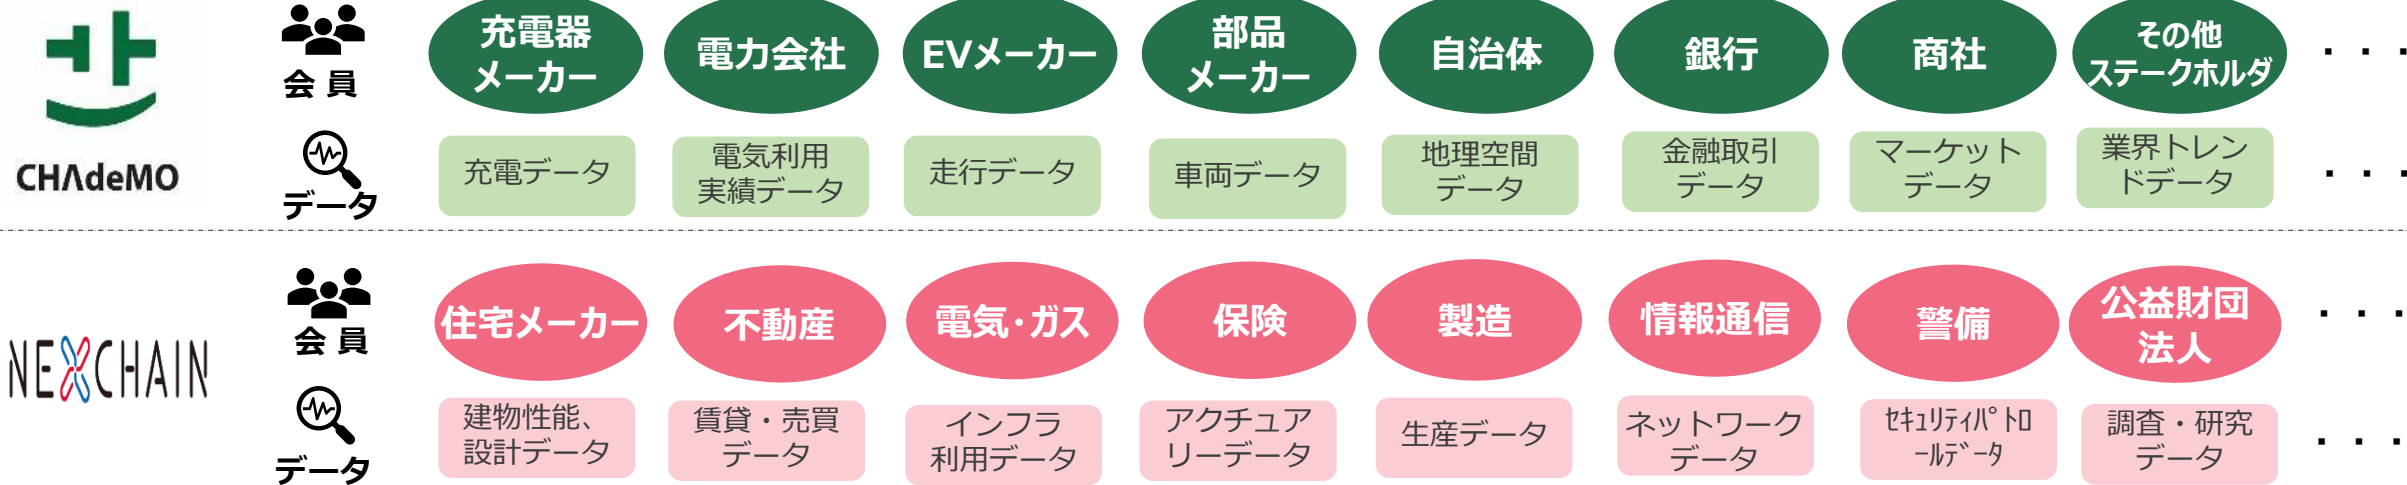 CHAdeMO
会員
充電器
メーカー
電力会社
EVメーカー
部品
メーカー
自治体
銀行
商社
その他
ステークホルダ
・・・
データ
充電データ
電気利用
実績データ
走行データ
車両データ
地理空間
データ
金融取引
データ
マーケット
データ
業界トレン
ドデータ
・・・
NEXCHAIN
会員
住宅メーカー
不動産
電気・ガス
保険
製造
情報通信
警備
公益財団
法人
・・・
データ
建物性能、
設計データ
賃貸・売買
データ
インフラ
利用データ
アクチュア
リーデータ
生産データ
ネットワーク
データ
ｾｷｭﾘﾃｨﾊﾟﾄﾛ
ｰﾙﾃﾞｰﾀ
調査・研究
データ
・・・